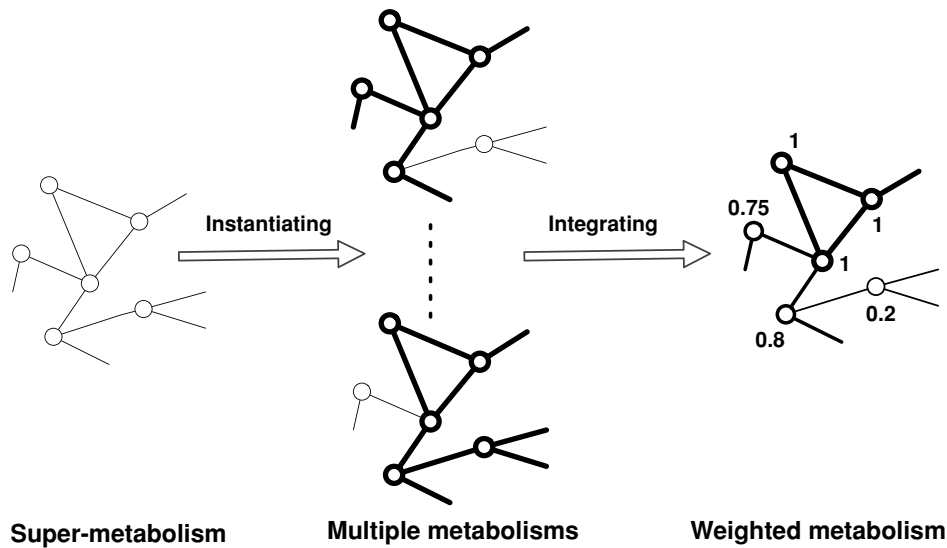 Instantiating
Integrating
1
0.75
1
1
0.2
0.8
Super-metabolism
Multiple metabolisms
Weighted metabolism